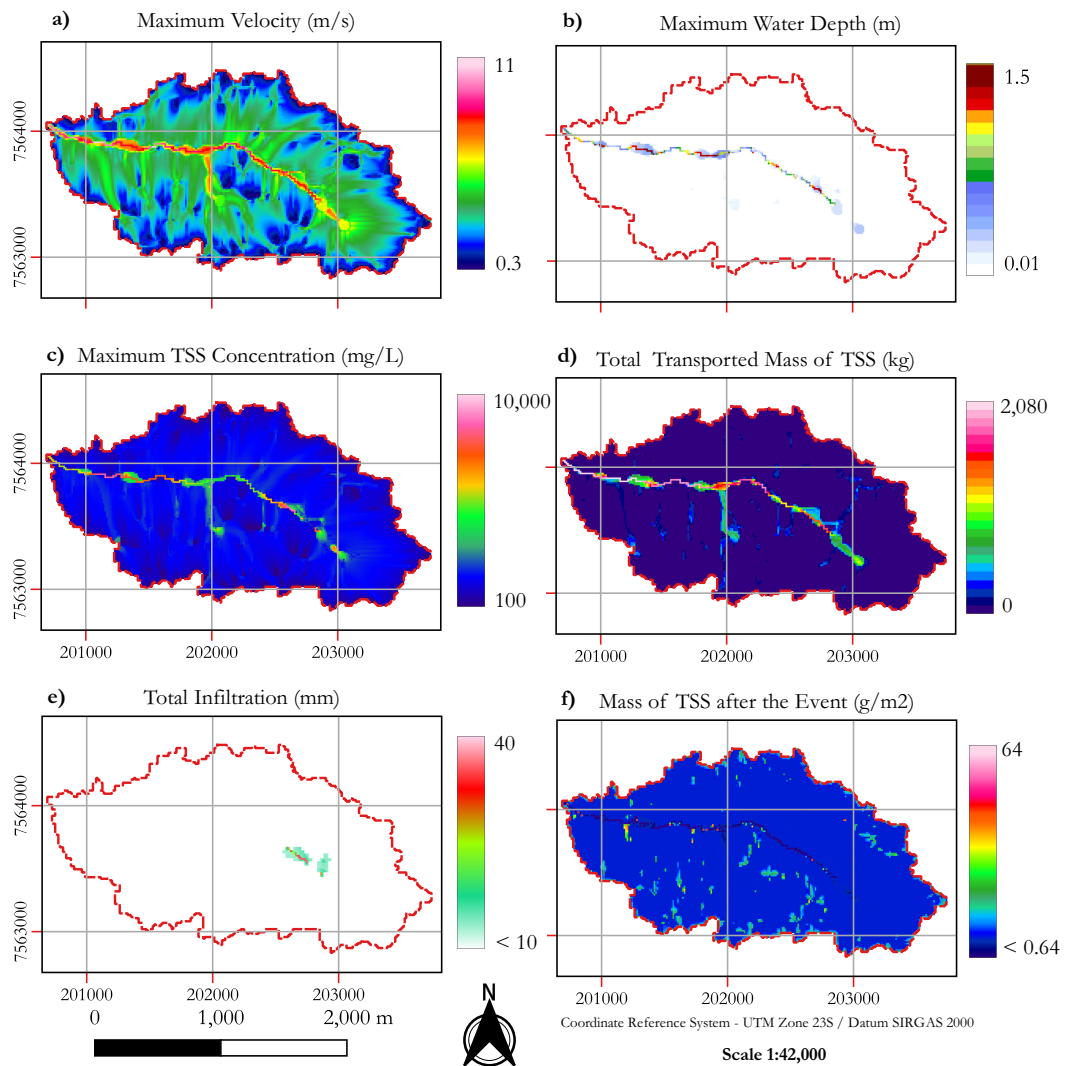 a) Maximum Velocity (m/s)
11
0.3
7564000
7563000
b) Maximum Water Depth (m)
1.5
0.01
c) Maximum TSS Concentration (mg/L)
10,000
100
7564000
7563000
201000 202000 203000
d) Total Transported Mass of TSS (kg)
2,080
0
201000 202000 203000
e) Total Infiltration (mm)
40
< 10
7564000
7563000
201000 202000 203000
f) Mass of TSS after the Event (g/m2)
64
< 0.64
201000 202000 203000
0 1,000 2,000 m
N
Coordinate Reference System - UTM Zone 23S / Datum SIRGAS 2000
Scale 1:42,000